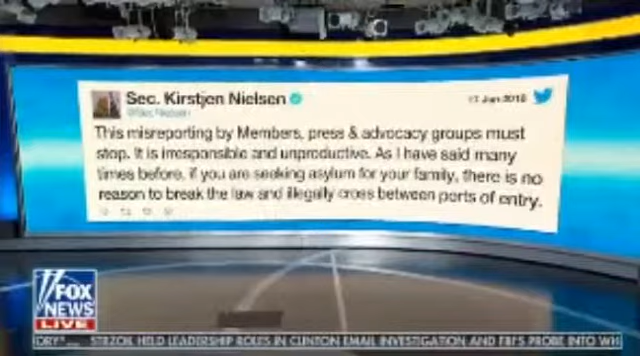 Sec. Kirstjen Nielsen
17 Jun 2018
This misreporting by Members, press & advocacy groups must
stop. It is irresponsible and unproductive. As I have said many
times before, if you are seeking asylum for your family, there is no
reason to break the law and illegally cross between ports of entry.
FOX
NEWS
LIVE
STRZOK HELD LEADERSHIP ROLES IN CLINTON EMAIL INVESTIGATION AND FBI'S PROBE INTO WH